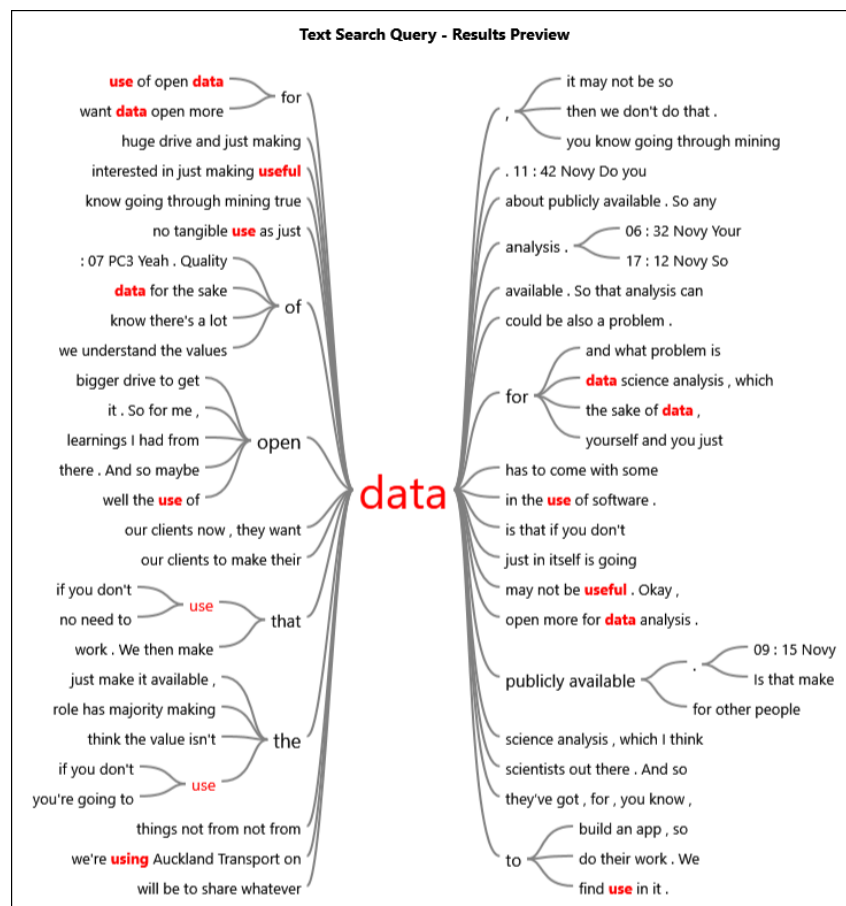 Text Search Query - Results Preview
use of open data
want data open more
for
huge drive and just making
interested in just making useful
know going through mining true
no tangible use as just
: 07 PC3 Yeah . Quality
data for the sake
know there's a lot
we understand the values
of
bigger drive to get
it . So for me ,
learnings I had from
there . And so maybe
well the use of
open
our clients now , they want
our clients to make their
if you don't
no need to
use
work . We then make
that
just make it available ,
role has majority making
think the value isn't
if you don't
you're going to
use
the
things not from not from
we're using Auckland Transport on
will be to share whatever
data
,
it may not be so
then we don't do that .
you know going through mining
. 11 : 42 Novy Do you
about publicly available . So any
analysis .
06 : 32 Novy Your
17 : 12 Novy So
available . So that analysis can
could be also a problem .
for
and what problem is
data science analysis , which
the sake of data ,
yourself and you just
has to come with some
in the use of software .
is that if you don't
just in itself is going
may not be useful . Okay ,
open more for data analysis .
publicly available
.
09 : 15 Novy
Is that make
for other people
science analysis , which I think
scientists out there . And so
they've got , for , you know ,
to
build an app , so
do their work . We
find use in it .